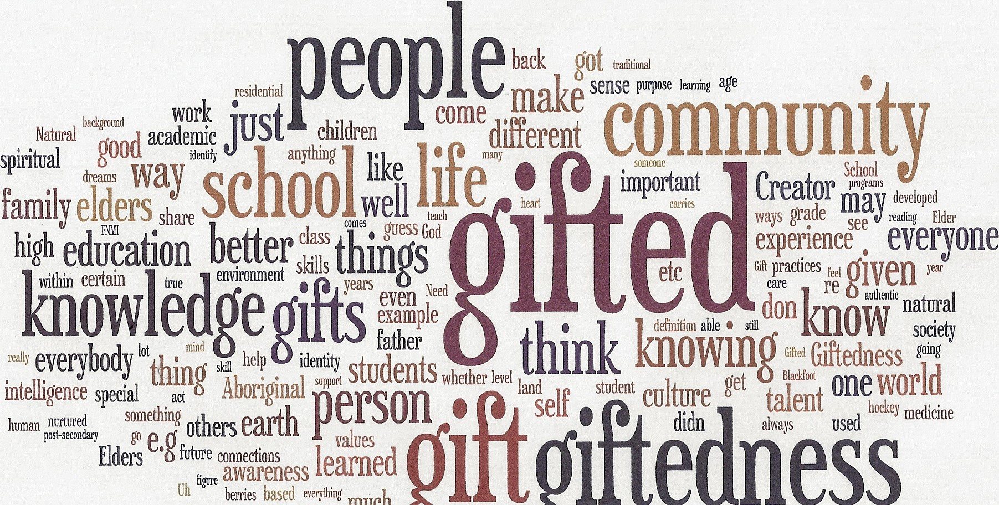 people back got traditional
residential make sense purpose learning age
work just come community
Natural background good academic children different
spiritual identify anything like life many someone
dreams way school well important Creator School programs
family elders share teach gifted heart carries may developed
FNMI comes guess God ways grade see reading Elder
high education better class things experience everyone
within certain true environment skills etc Gift practices feel given year
knowledge gifts years even Need care re authentic
example don know natural
father think definition able still society
really everybody lot mind knowing Gifted Giftedness going
thing skill help identity students whether level
intelligence special act Aboriginal support person land student culture get Blackfoot one world
something self talent hockey medicine
human nurtured others earth gift giftedness didn always used
post-secondary go e.g values
Elders future connections learned
awareness
Uh figure berries based everything much